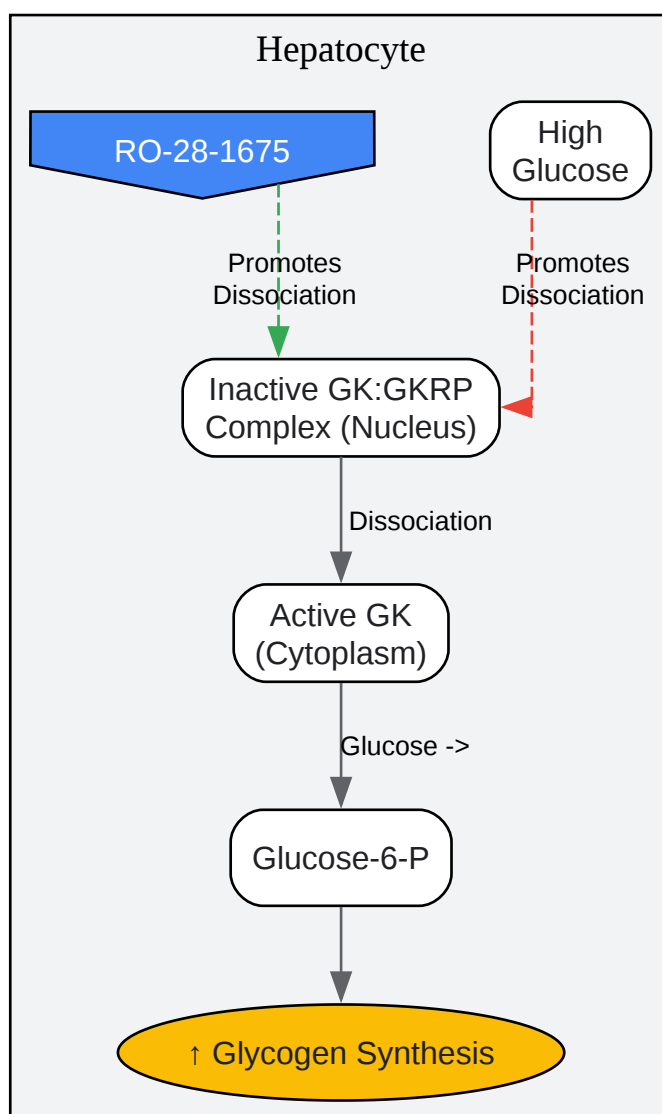 Hepatocyte
RO-28-1675
High
Glucose
Promotes
Dissociation
Promotes
Dissociation
Inactive GK:GKRP
Complex (Nucleus)
Dissociation
Active GK
(Cytoplasm)
Glucose ->
Glucose-6-P
↑ Glycogen Synthesis